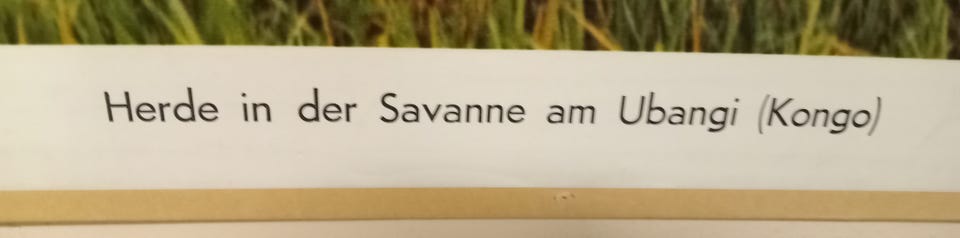 Herde in der Savanne am Ubangi (Kongo)